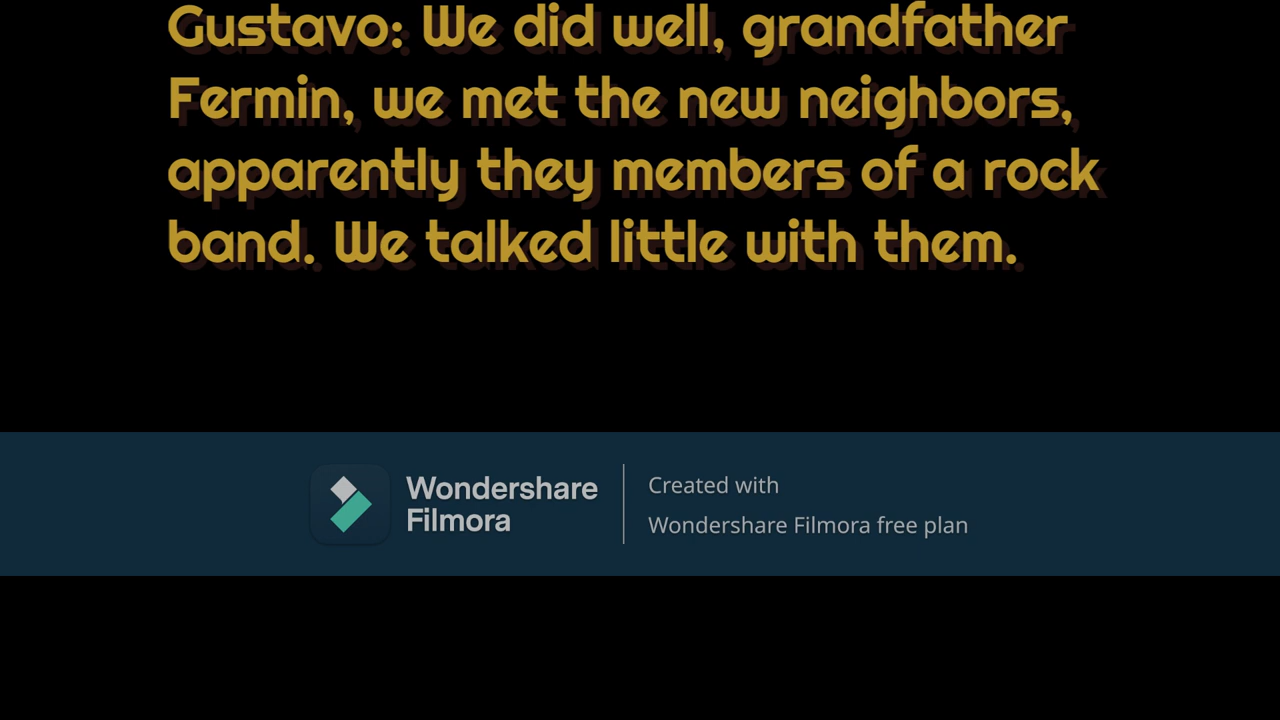 Gustavo: We did well, grandfather
Fermin, we met the new neighbors,
apparently they members of a rock
band. We talked little with them.
Wondershare
Filmora
Created with
Wondershare Filmora free plan